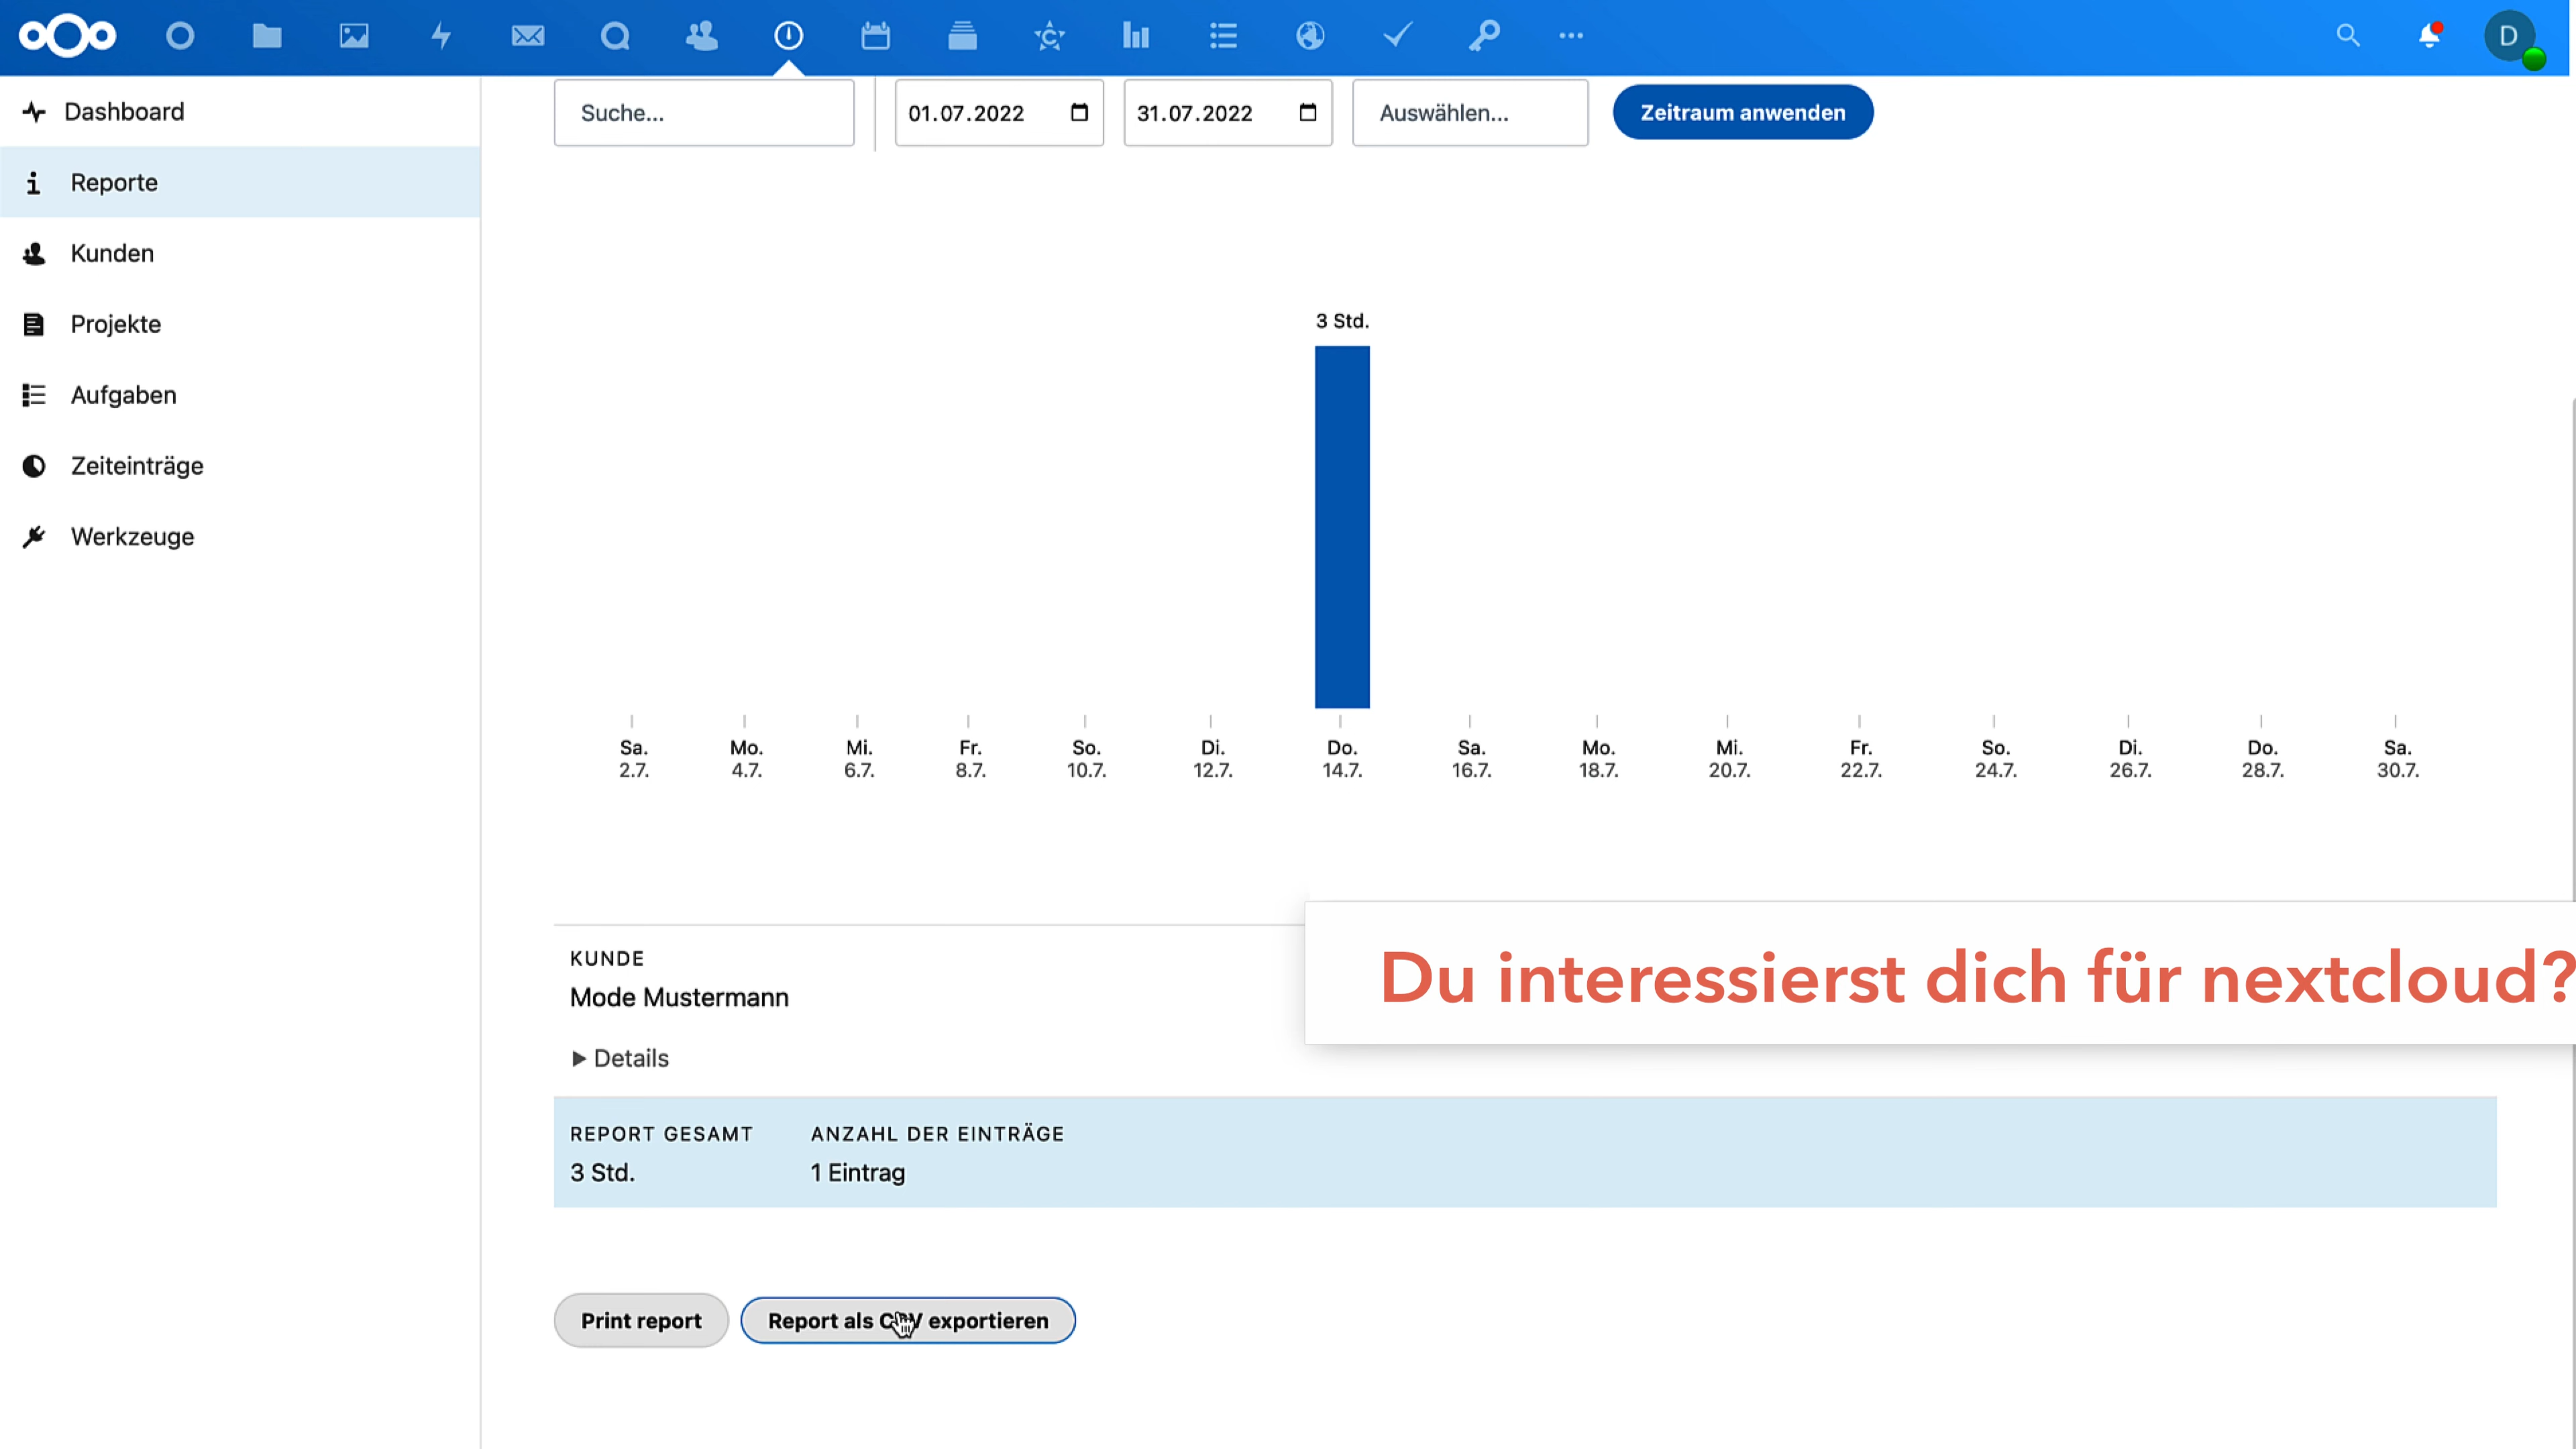 D
Dashboard
Reporte
Kunden
Projekte
Aufgaben
Zeiteinträge
Werkzeuge
Suche...
01.07.2022
31.07.2022
Auswählen...
Zeitraum anwenden
3 Std.
Sa. Mo. Mi. Fr. So. Di. Do. Sa. Mo. Mi. Fr. So. Di. Do. Sa.
2.7. 4.7. 6.7. 8.7. 10.7. 12.7. 14.7. 16.7. 18.7. 20.7. 22.7. 24.7. 26.7. 28.7. 30.7.
KUNDE
Mode Mustermann
Details
Du interessierst dich für nextcloud?
REPORT GESAMT ANZAHL DER EINTRÄGE
3 Std. 1 Eintrag
Print report
Report als CSV exportieren